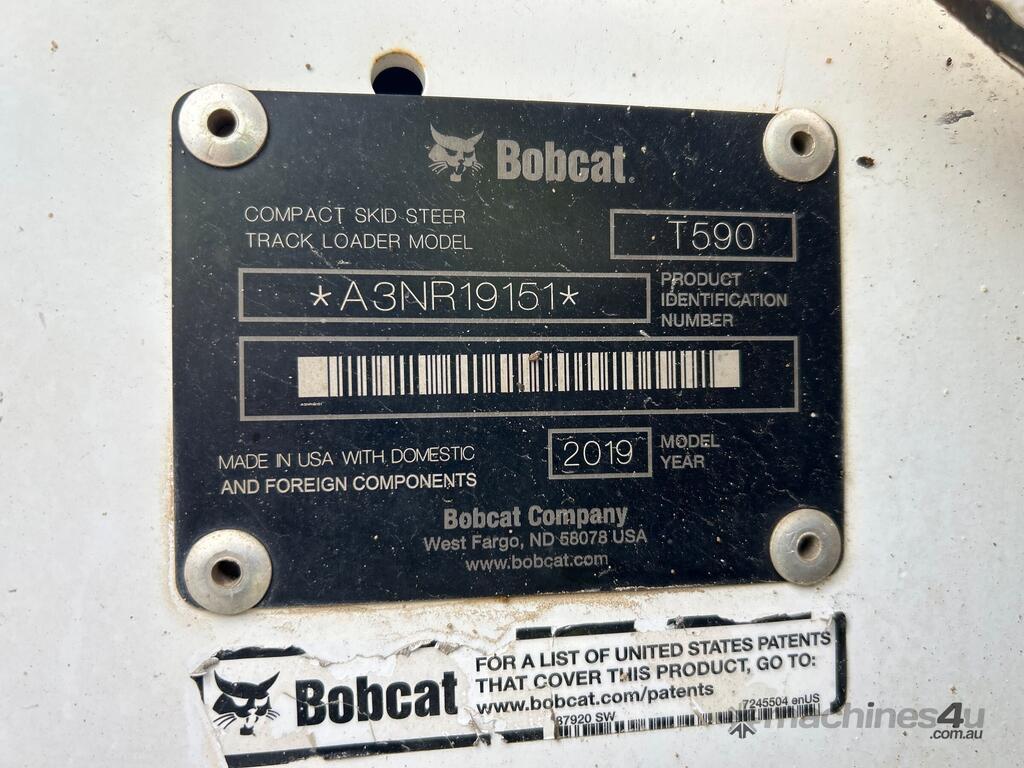 Bobcat.
COMPACT SKID STEER
TRACK LOADER MODEL
T590
*A3NR19151*
PRODUCT
IDENTIFICATION
NUMBER
MADE IN USA WITH DOMESTIC
AND FOREIGN COMPONENTS
2019
MODEL
YEAR
Bobcat Company
West Fargo, ND 58078 USA
www.bobcat.com
Bobcat
FOR A LIST OF UNITED STATES PATENTS
THAT COVER THIS PRODUCT, GO TO:
www.bobcat.com/patents
87920 SW
7245504 enUS
machines4u
.com.au